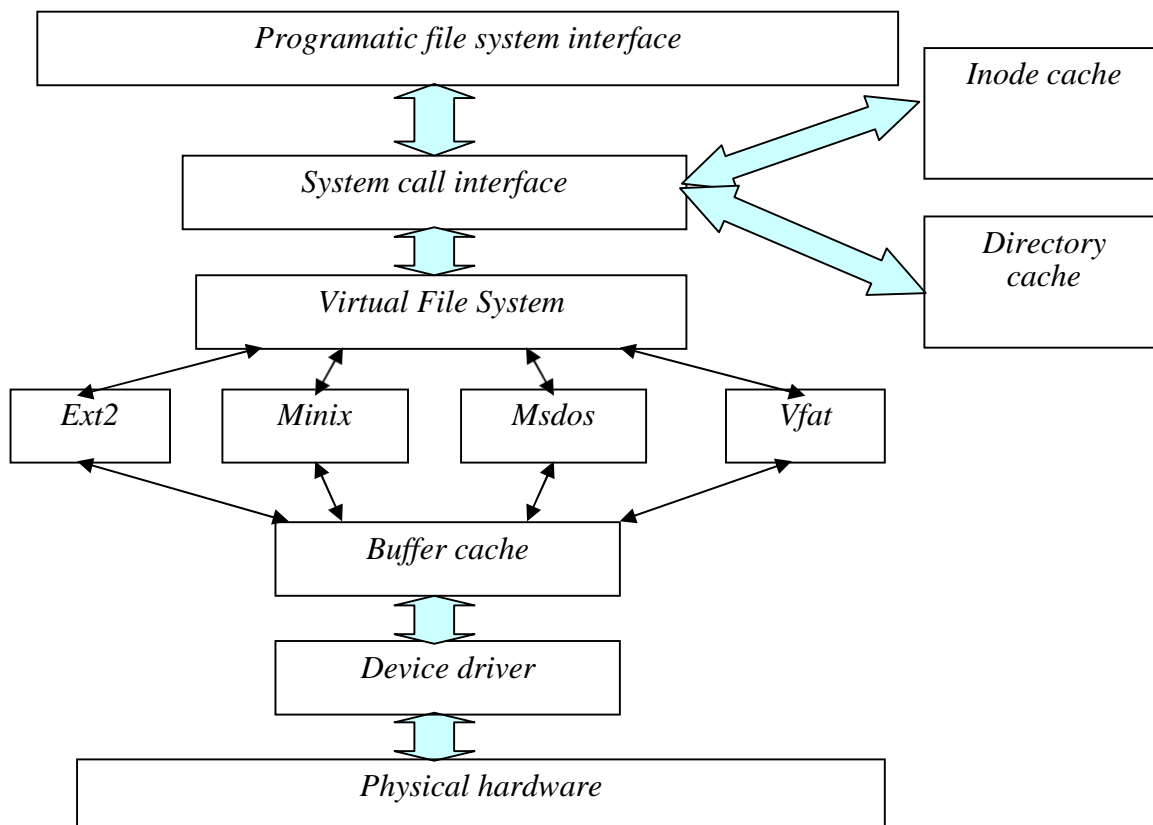 Programatic file system interface
Inode cache
System call interface
Directory
cache
Virtual File System
Ext2
Minix
Msdos
Vfat
Buffer cache
Device driver
Physical hardware